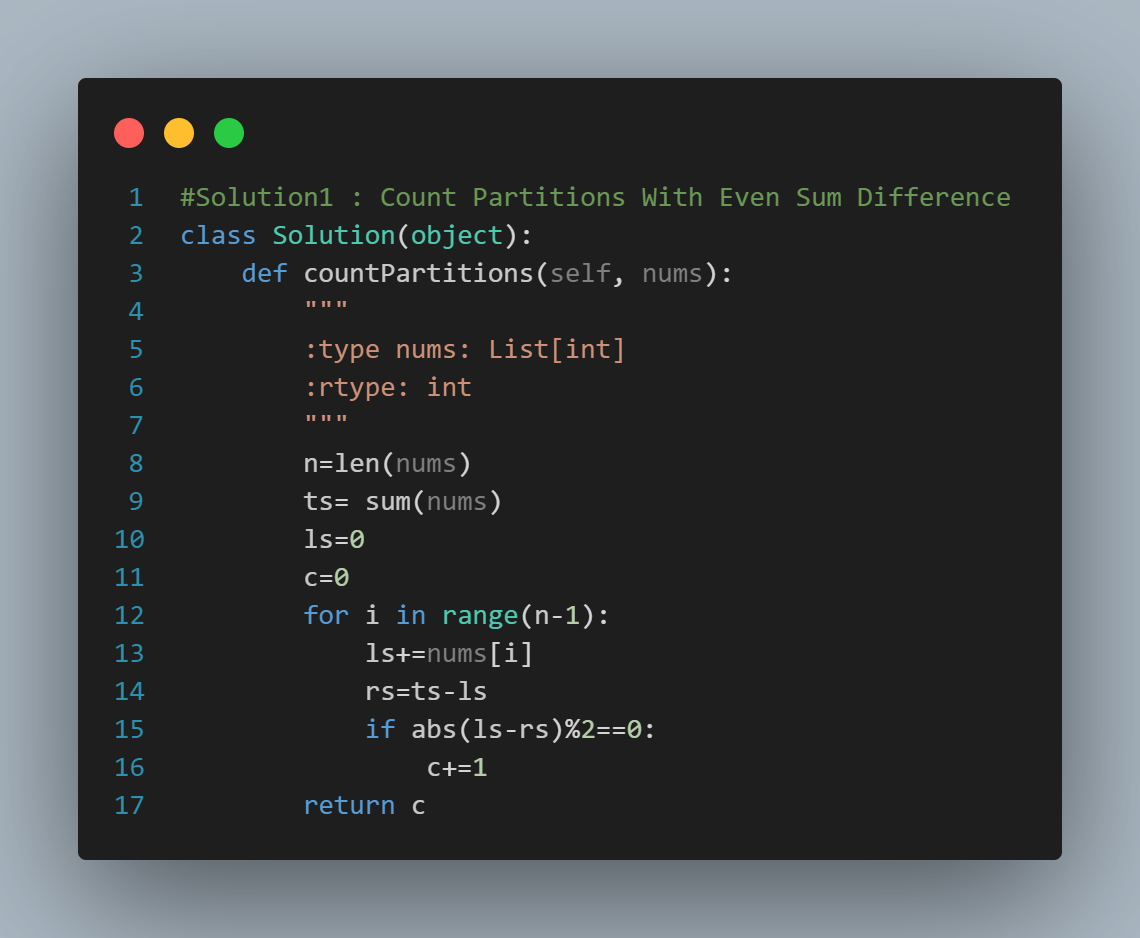 1 #Solution1 : Count Partitions With Even Sum Difference
2 class Solution(object):
3     def countPartitions(self, nums):
4         """
5         :type nums: List[int]
6         :rtype: int
7         """
8         n=len(nums)
9         ts= sum(nums)
10         ls=0
11         c=0
12         for i in range(n-1):
13             ls+=nums[i]
14             rs=ts-ls
15             if abs(ls-rs)%2==0:
16                 c+=1
17         return c